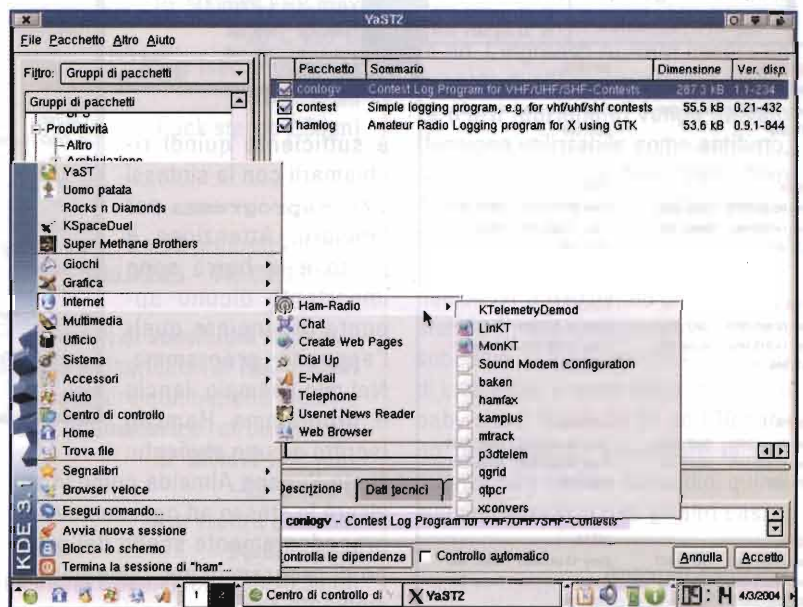 YaST2
File Pacchetto Altro Aiuto
Filtro: Gruppi di pacchetti
Gruppi di pacchetti
Produttività
Altro
Archiviazione
Pacchetto Sommario Dimensione Ver. disp.
conlogv Contest Log Program for VHF/UHF/SHF-Contests 287.3 kB 1.1-234
contest Simple logging program, e.g. for vhf/uhf/shf contests 55.5 kB 0.21-432
hamlog Amateur Radio Logging program for X using GTK 53.6 kB 0.9.1-844
YaST
Uomo patata
Rocks n Diamonds
KSpaceDuel
Super Methane Brothers
Giochi
Grafica
Internet
Multimedia
Ufficio
Sistema
Accessori
Aiuto
Centro di controllo
Home
Trova file
Segnalibri
Browser veloce
Esegui comando...
Avvia nuova sessione
Blocca lo schermo
Termina la sessione di "ham"...
KDE 3.1
Ham-Radio
Chat
Create Web Pages
Dial Up
E-Mail
Telephone
Usenet News Reader
Web Browser
KTelemetryDemod
LinKT
MonKT
Sound Modem Configuration
baken
hamfax
kamplus
mtrack
p3dtelem
qgrid
qtpcr
xconvers
Descrizione Dati tecnici
conlogv - Contest Log Program for VHF/UHF/SHF-Contests
ontrolla le dipendenze Controllo automatico Annulla Accetto
1 2 Centro di controllo di YaST2 4/3/2004